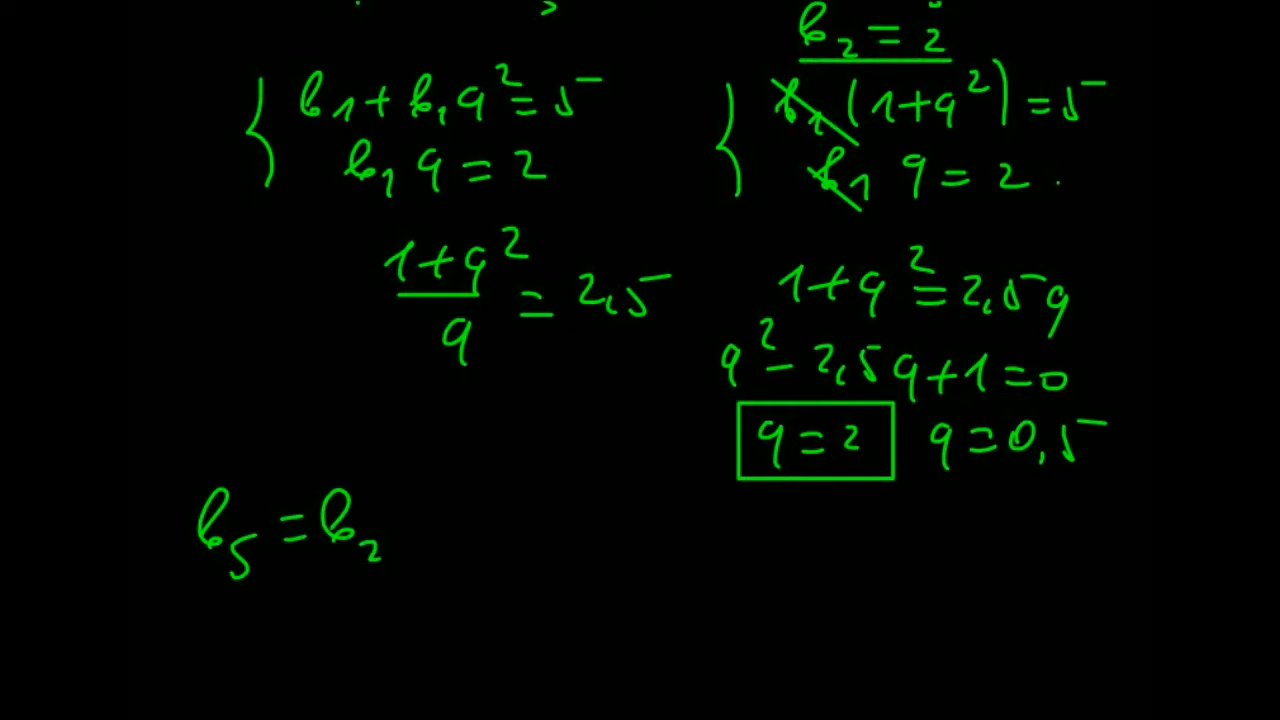 b₂ = 2
{ b₁ + b₁q² = 5
b₁q = 2
{ b₁(1+q²) = 5
b₁ q = 2.
(1+q²)/q = 2,5
1+q² = 2,5q
q² - 2,5q + 1 = 0
q = 2 q = 0,5
b₅ = b₂